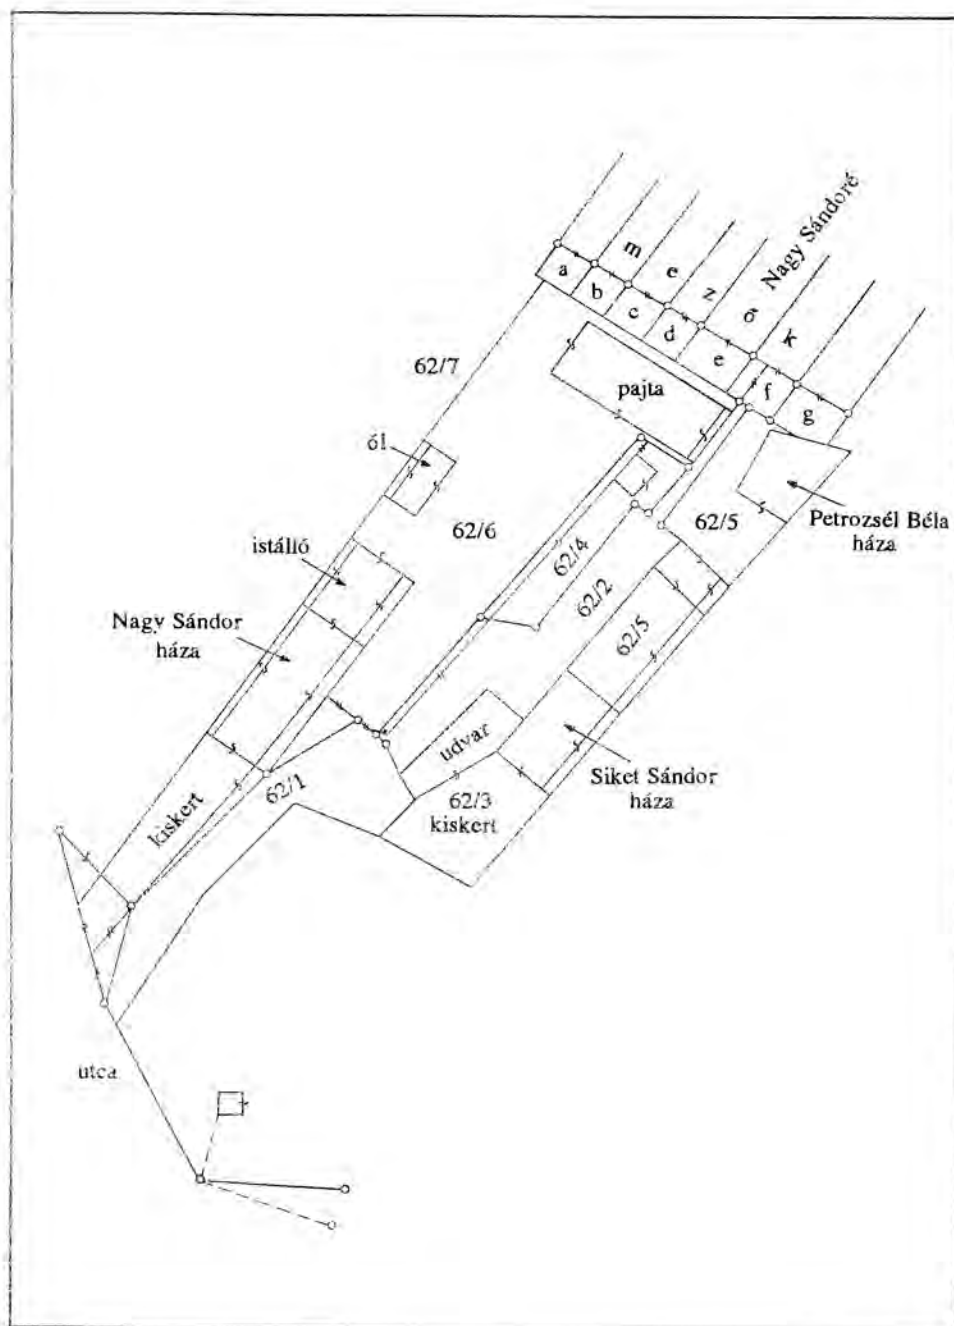 Nagy Sándoré
m e z ő k
a b c d e f g
62/7
pajta
ól
62/6
62/5
Petrozsél Béla
háza
istálló
62/4
62/2
Nagy Sándor
háza
62/5
udvar
Siket Sándor
háza
62/1
62/3
kiskert
kiskert
utca